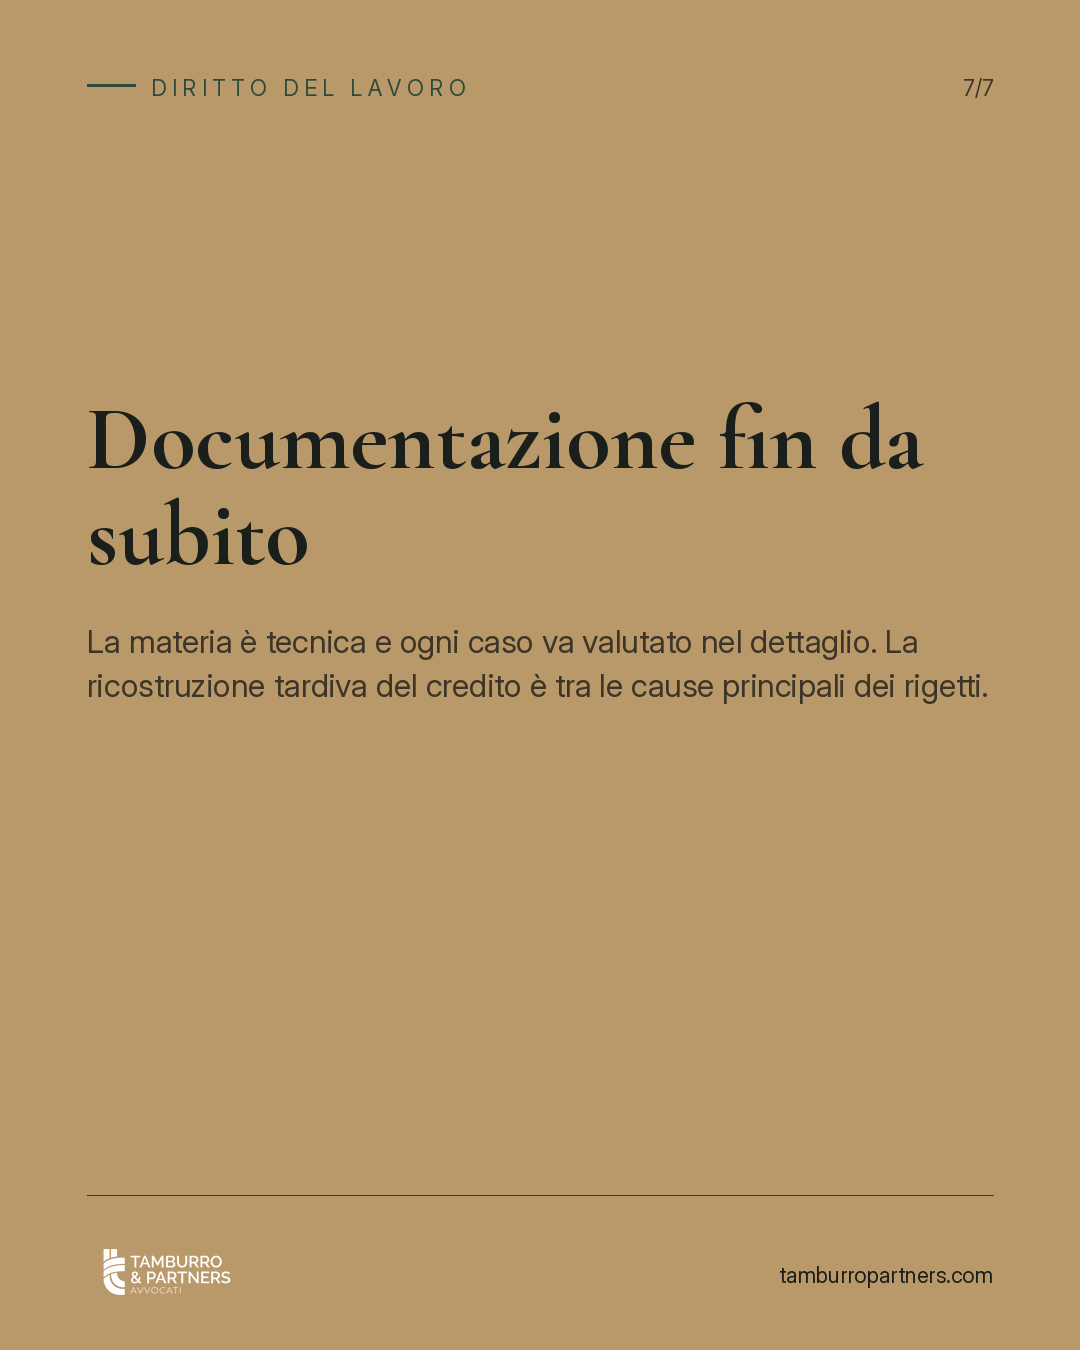 DIRITTO DEL LAVORO
7/7
Documentazione fin da
subito
La materia è tecnica e ogni caso va valutato nel dettaglio. La
ricostruzione tardiva del credito è tra le cause principali dei rigetti.
TAMBURRO
& PARTNERS
AVVOCATI
tamburropartners.com